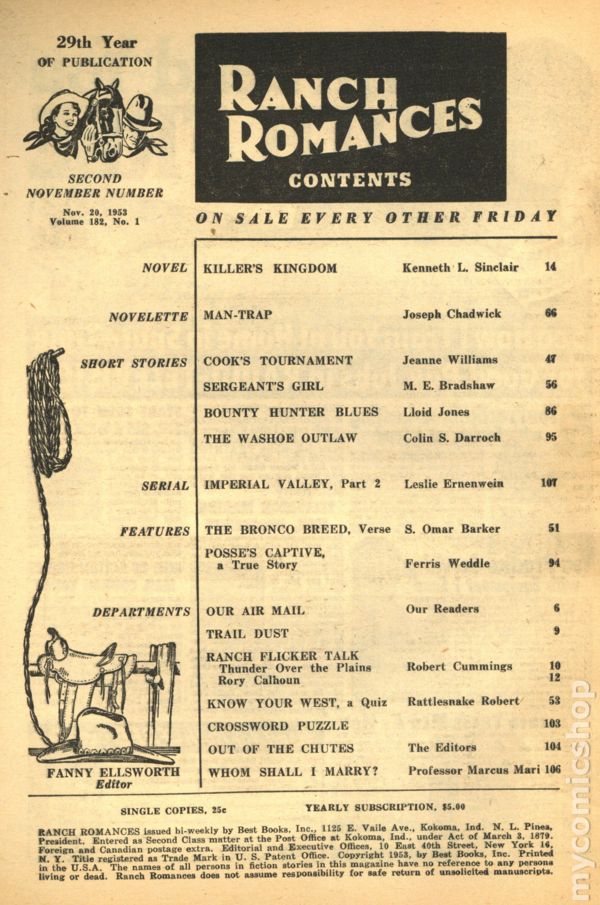 29th Year
OF PUBLICATION
SECOND
NOVEMBER NUMBER
Nov. 20, 1953
Volume 182, No. 1
RANCH
ROMANCES
CONTENTS
ON SALE EVERY OTHER FRIDAY
NOVEL KILLER'S KINGDOM Kenneth L. Sinclair 14
NOVELETTE MAN-TRAP Joseph Chadwick 66
SHORT STORIES COOK'S TOURNAMENT Jeanne Williams 47
SERGEANT'S GIRL M. E. Bradshaw 56
BOUNTY HUNTER BLUES Lloid Jones 86
THE WASHOE OUTLAW Colin S. Darroch 95
SERIAL IMPERIAL VALLEY, Part 2 Leslie Ernenwein 107
FEATURES THE BRONCO BREED, Verse S. Omar Barker 51
POSSE'S CAPTIVE,
a True Story Ferris Weddle 94
DEPARTMENTS OUR AIR MAIL Our Readers 6
TRAIL DUST 9
RANCH FLICKER TALK
Thunder Over the Plains Robert Cummings 10
Rory Calhoun 12
KNOW YOUR WEST, a Quiz Rattlesnake Robert 53
CROSSWORD PUZZLE 103
OUT OF THE CHUTES The Editors 104
WHOM SHALL I MARRY? Professor Marcus Mari 106
FANNY ELLSWORTH
Editor
SINGLE COPIES, 25c YEARLY SUBSCRIPTION, $5.00
RANCH ROMANCES issued bi-weekly by Best Books, Inc., 1125 E. Vaile Ave., Kokoma, Ind. N. L. Pines,
President. Entered as Second Class matter at the Post Office at Kokoma, Ind., under Act of March 3, 1879.
Foreign and Canadian postage extra. Editorial and Executive Offices, 10 East 40th Street, New York 16,
N. Y. Title registered as Trade Mark in U. S. Patent Office. Copyright 1953, by Best Books, Inc. Printed
in the U.S.A. The names of all persons in fiction stories in this magazine have no reference to any persons
living or dead. Ranch Romances does not assume responsibility for safe return of unsolicited manuscripts.
mycomicshop